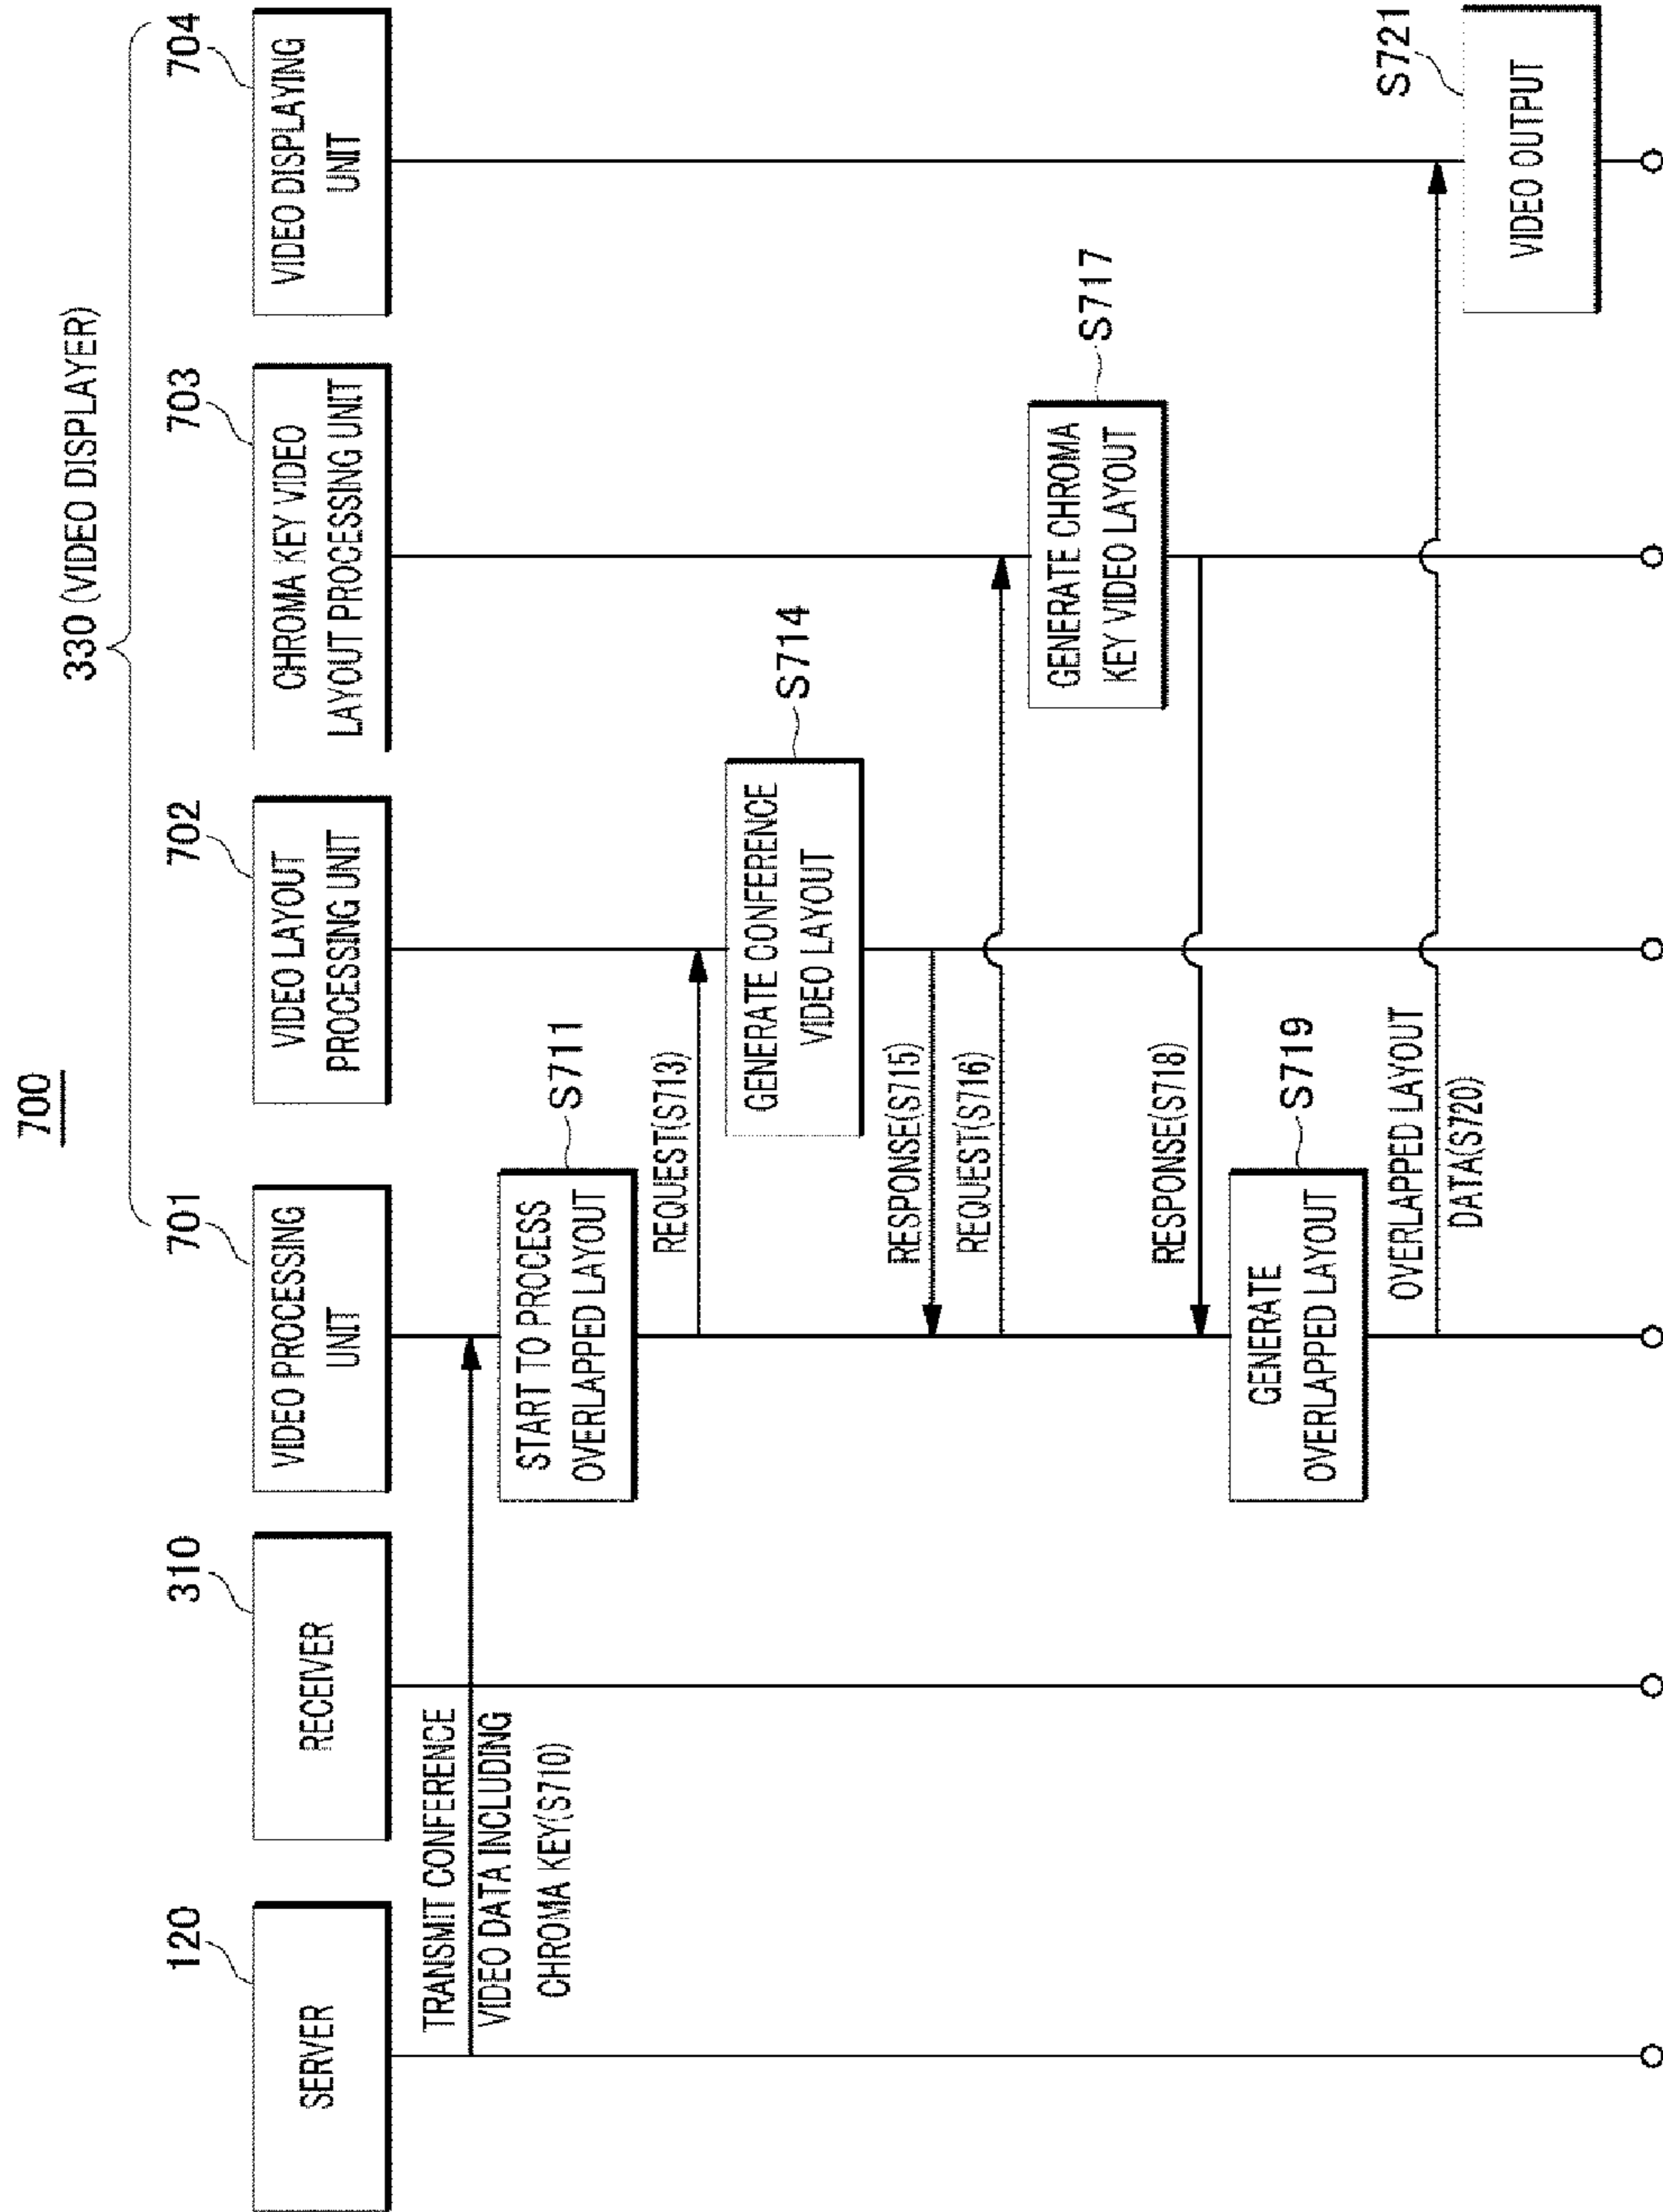 700
330 (VIDEO DISPLAYER)
120
310
701
702
703
704
SERVER
RECEIVER
VIDEO PROCESSING
UNIT
VIDEO LAYOUT
PROCESSING UNIT
CHROMA KEY VIDEO
LAYOUT PROCESSING UNIT
VIDEO DISPLAYING
UNIT
TRANSMIT CONFERENCE
VIDEO DATA INCLUDING
CHROMA KEY(S710)
S711
START TO PROCESS
OVERLAPPED LAYOUT
REQUEST(S713)
S714
GENERATE CONFERENCE
VIDEO LAYOUT
RESPONSE(S715)
REQUEST(S716)
S717
GENERATE CHROMA
KEY VIDEO LAYOUT
RESPONSE(S718)
S719
GENERATE
OVERLAPPED LAYOUT
OVERLAPPED LAYOUT
DATA(S720)
S721
VIDEO OUTPUT